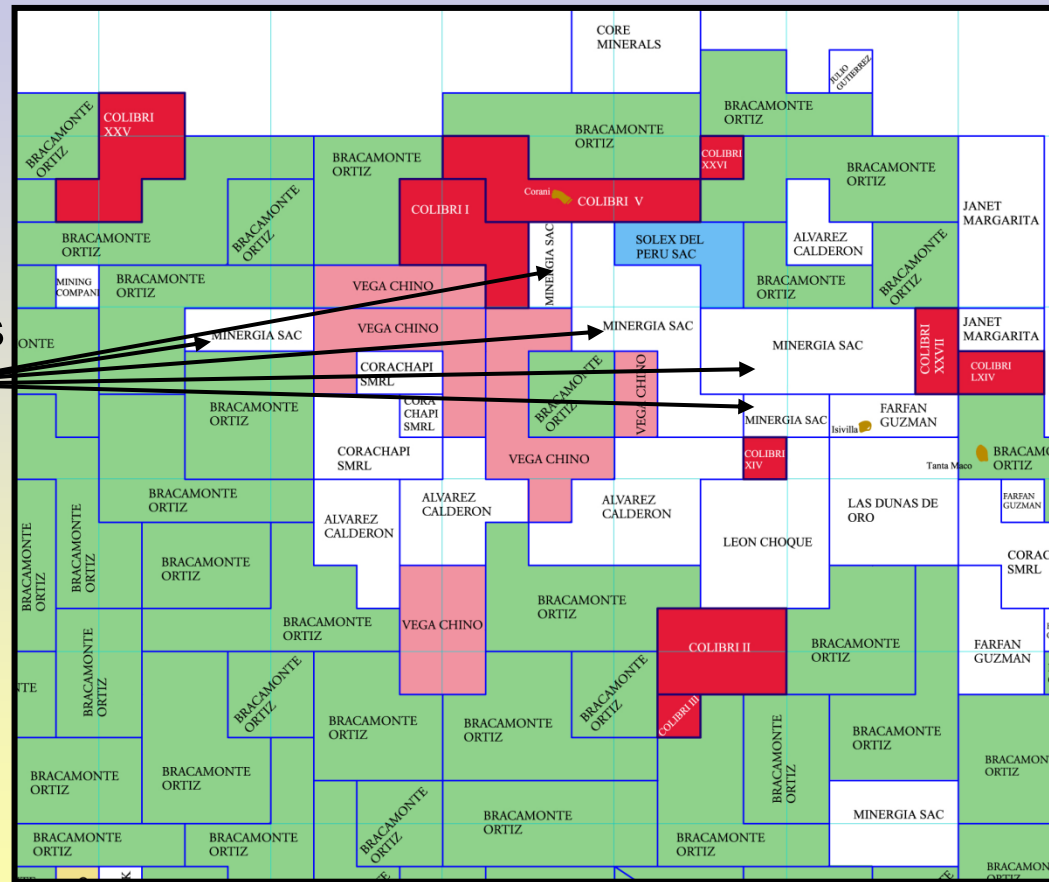 CORE
MINERALS
JULIO
GUTIERREZ
BRACAMONTE
ORTIZ
COLIBRI
XXV
BRACAMONTE
ORTIZ
BRACAMONTE
ORTIZ
BRACAMONTE
ORTIZ
COLIBRI
XXVI
BRACAMONTE
ORTIZ
Corani
COLIBRI V
COLIBRI I
JANET
MARGARITA
BRACAMONTE
ORTIZ
BRACAMONTE
ORTIZ
MINERGIA SAC
SOLEX DEL
PERU SAC
ALVAREZ
CALDERON
BRACAMONTE
ORTIZ
MINING
COMPANI
BRACAMONTE
ORTIZ
VEGA CHINO
BRACAMONTE
ORTIZ
S
ONTE
MINERGIA SAC
VEGA CHINO
MINERGIA SAC
MINERGIA SAC
COLIBRI
XXVII
JANET
MARGARITA
CORACHAPI
SMRL
BRACAMONTE
ORTIZ
VEGA CHINO
COLIBRI
LXIV
BRACAMONTE
ORTIZ
CORA
CHAPI
SMRL
MINERGIA SAC
Isivilla
FARFAN
GUZMAN
CORACHAPI
SMRL
VEGA CHINO
COLIBRI
XIV
Tanta Maco
BRACAMO
ORTIZ
BRACAMONTE
ORTIZ
ALVAREZ
CALDERON
ALVAREZ
CALDERON
ALVAREZ
CALDERON
LAS DUNAS DE
ORO
FARFAN
GUZMAN
BRACAMONTE
ORTIZ
BRACAMONTE
ORTIZ
BRACAMONTE
ORTIZ
LEON CHOQUE
CORAC
SMRL
BRACAMONTE
ORTIZ
VEGA CHINO
BRACAMONTE
ORTIZ
COLIBRI II
BRACAMONTE
ORTIZ
FARFAN
GUZMAN
NTE
BRACAMONTE
ORTIZ
BRACAMONTE
ORTIZ
BRACAMONTE
ORTIZ
BRACAMONTE
ORTIZ
BRACAMONTE
ORTIZ
COLIBRI III
BRACAMONTE
ORTIZ
BRACAMONTE
ORTIZ
BRACAMONTE
ORTIZ
BRACAMONTE
ORTIZ
BRACAMON
ORTIZ
BRACAMONTE
ORTIZ
BRACAMONTE
ORTIZ
MINERGIA SAC
BRACAMONTE
ORTIZ
BRACAMONTE
ORTIZ
BRACAMONTE
ORTIZ
BRACAMON
ORTIZ
NTE